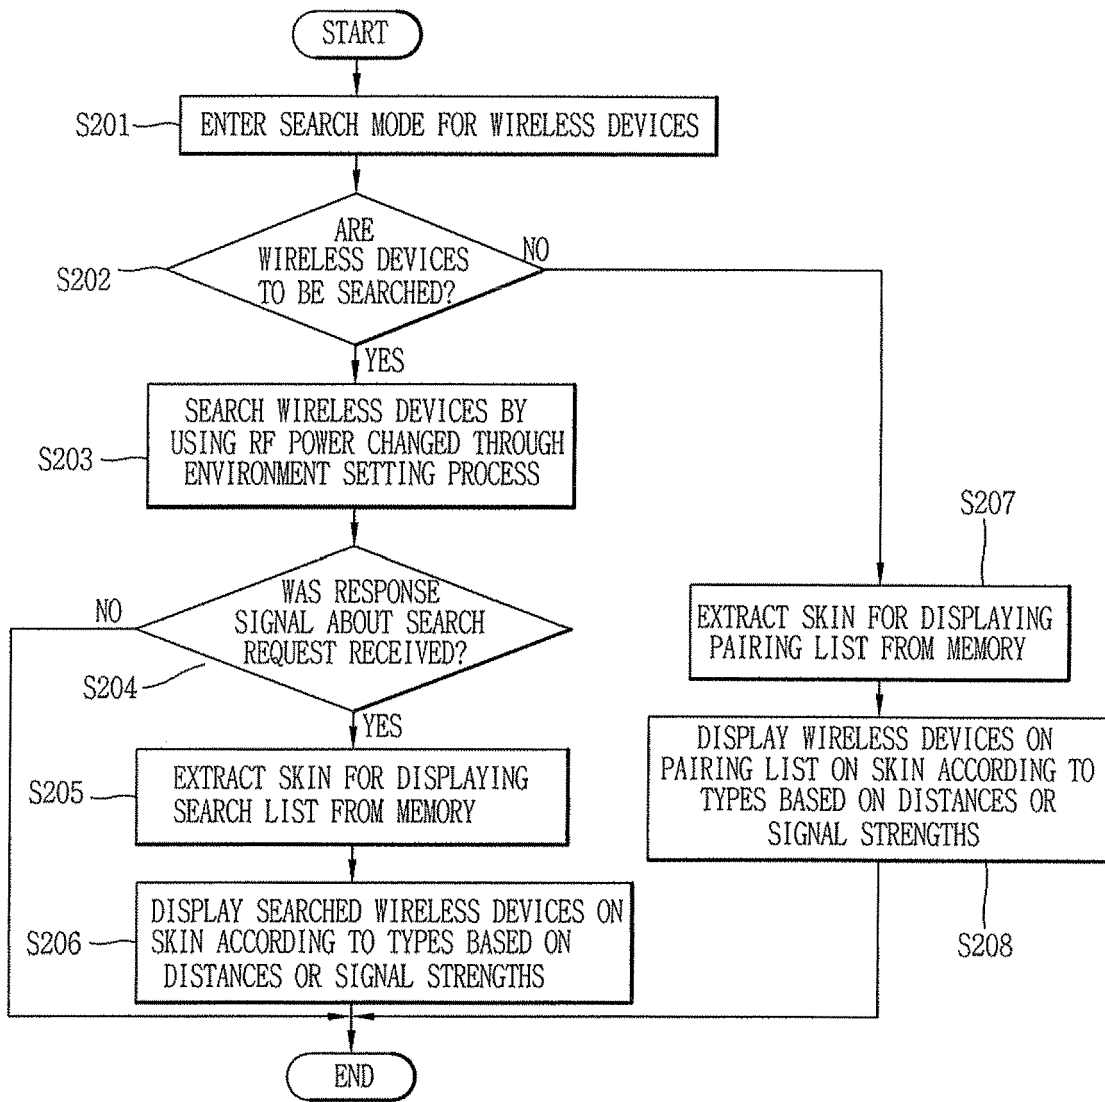 START
S201
ENTER SEARCH MODE FOR WIRELESS DEVICES
S202
ARE
WIRELESS DEVICES
TO BE SEARCHED?
NO
YES
S203
SEARCH WIRELESS DEVICES BY
USING RF POWER CHANGED THROUGH
ENVIRONMENT SETTING PROCESS
S204
WAS RESPONSE
SIGNAL ABOUT SEARCH
REQUEST RECEIVED?
NO
YES
S205
EXTRACT SKIN FOR DISPLAYING
SEARCH LIST FROM MEMORY
S206
DISPLAY SEARCHED WIRELESS DEVICES ON
SKIN ACCORDING TO TYPES BASED ON
DISTANCES OR SIGNAL STRENGTHS
S207
EXTRACT SKIN FOR DISPLAYING
PAIRING LIST FROM MEMORY
DISPLAY WIRELESS DEVICES ON
PAIRING LIST ON SKIN ACCORDING TO
TYPES BASED ON DISTANCES OR
SIGNAL STRENGTHS
S208
END